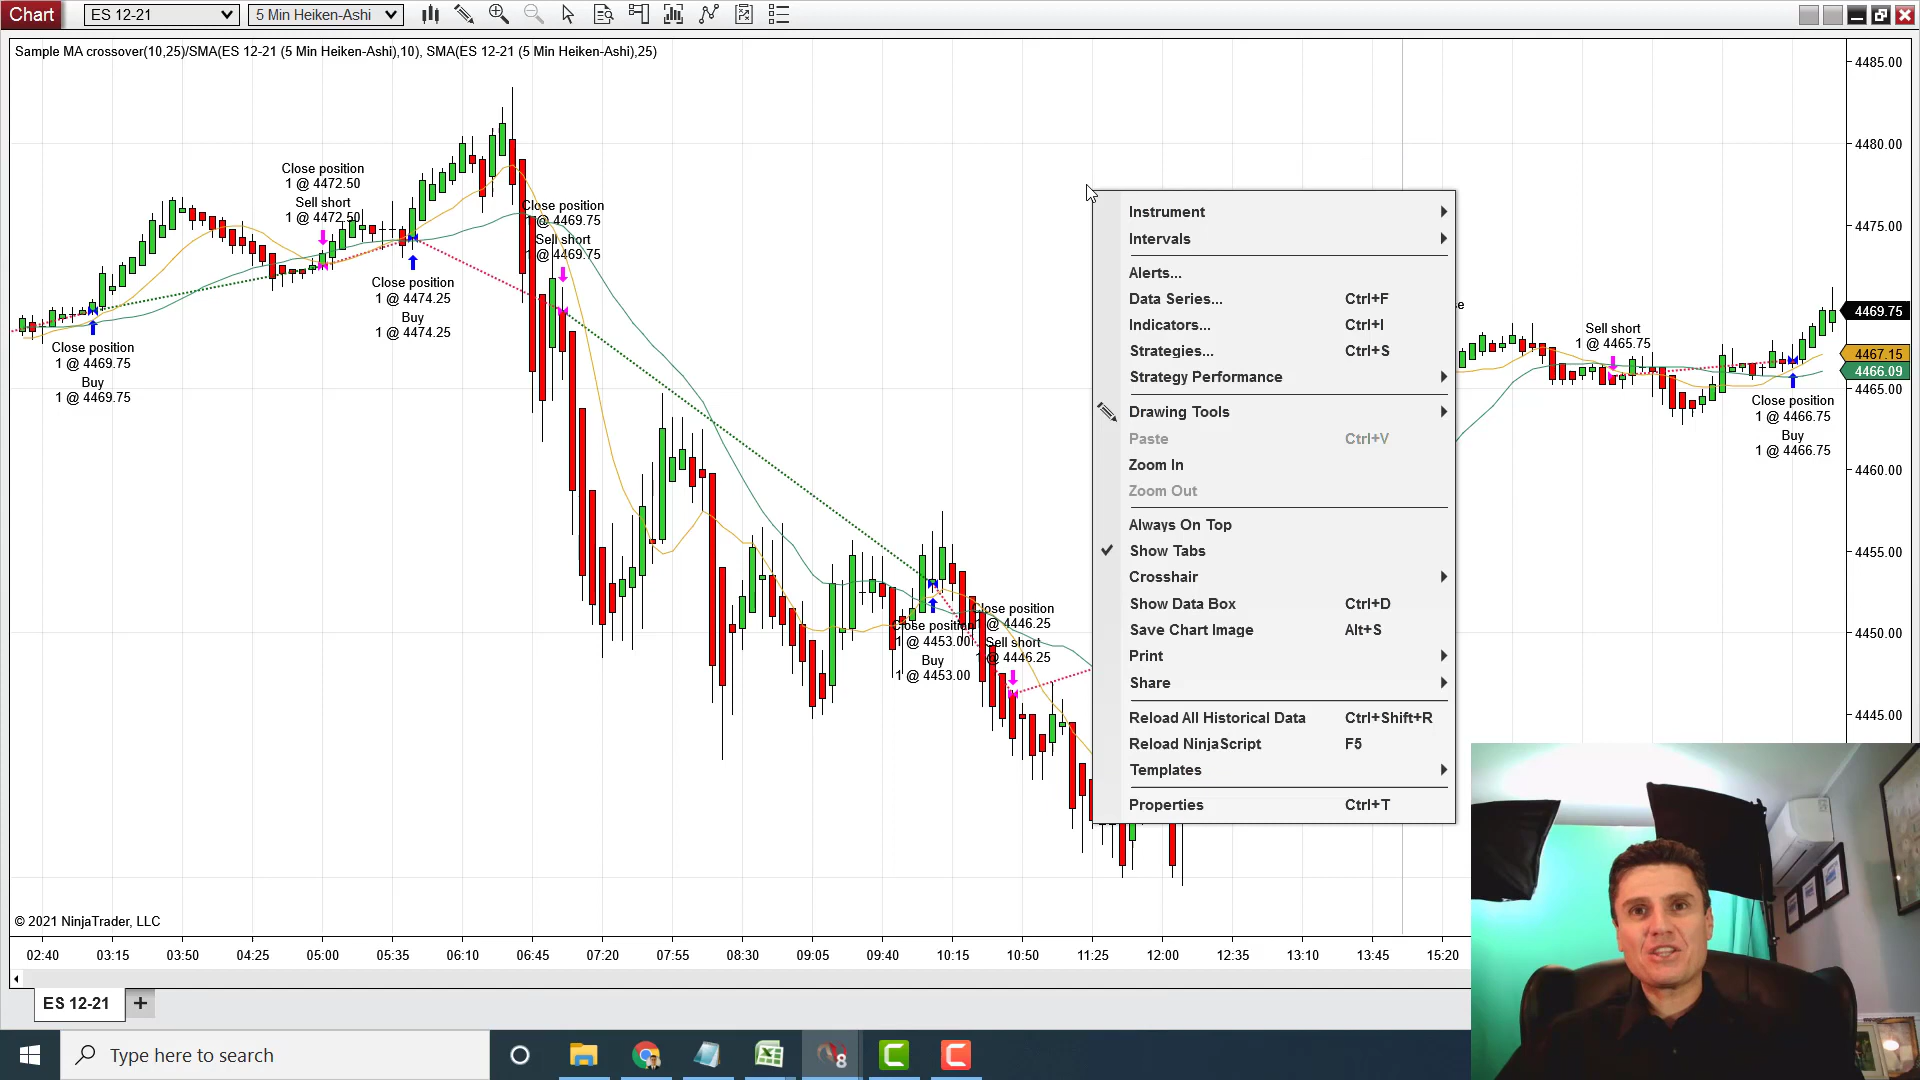 Chart
ES 12-21
5 Min Heiken-Ashi
Sample MA crossover(10,25)/SMA(ES 12-21 (5 Min Heiken-Ashi),10), SMA(ES 12-21 (5 Min Heiken-Ashi),25)
Close position
1 @ 4469.75
Buy
1 @ 4469.75
Close position
1 @ 4472.50
Sell short
1 @ 4472.50
Close position
1 @ 4474.25
Buy
1 @ 4474.25
Close position
1 @ 4469.75
Sell short
1 @ 4469.75
Close position
1 @ 4453.00
Buy
1 @ 4453.00
Close position
1 @ 4446.25
Sell short
1 @ 4446.25
Instrument
Intervals
Alerts...
Data Series... Ctrl+F
Indicators... Ctrl+I
Strategies... Ctrl+S
Strategy Performance
Drawing Tools
Paste Ctrl+V
Zoom In
Zoom Out
Always On Top
Show Tabs
Crosshair
Show Data Box Ctrl+D
Save Chart Image Alt+S
Print
Share
Reload All Historical Data Ctrl+Shift+R
Reload NinjaScript F5
Templates
Properties Ctrl+T
Sell short
1 @ 4465.75
Close position
1 @ 4466.75
Buy
1 @ 4466.75
4485.00
4480.00
4475.00
4469.75
4467.15
4466.09
4465.00
4460.00
4455.00
4450.00
4445.00
© 2021 NinjaTrader, LLC
02:40 03:15 03:50 04:25 05:00 05:35 06:10 06:45 07:20 07:55 08:30 09:05 09:40 10:15 10:50 11:25 12:00 12:35 13:10 13:45 15:20
ES 12-21 +
Type here to search
8